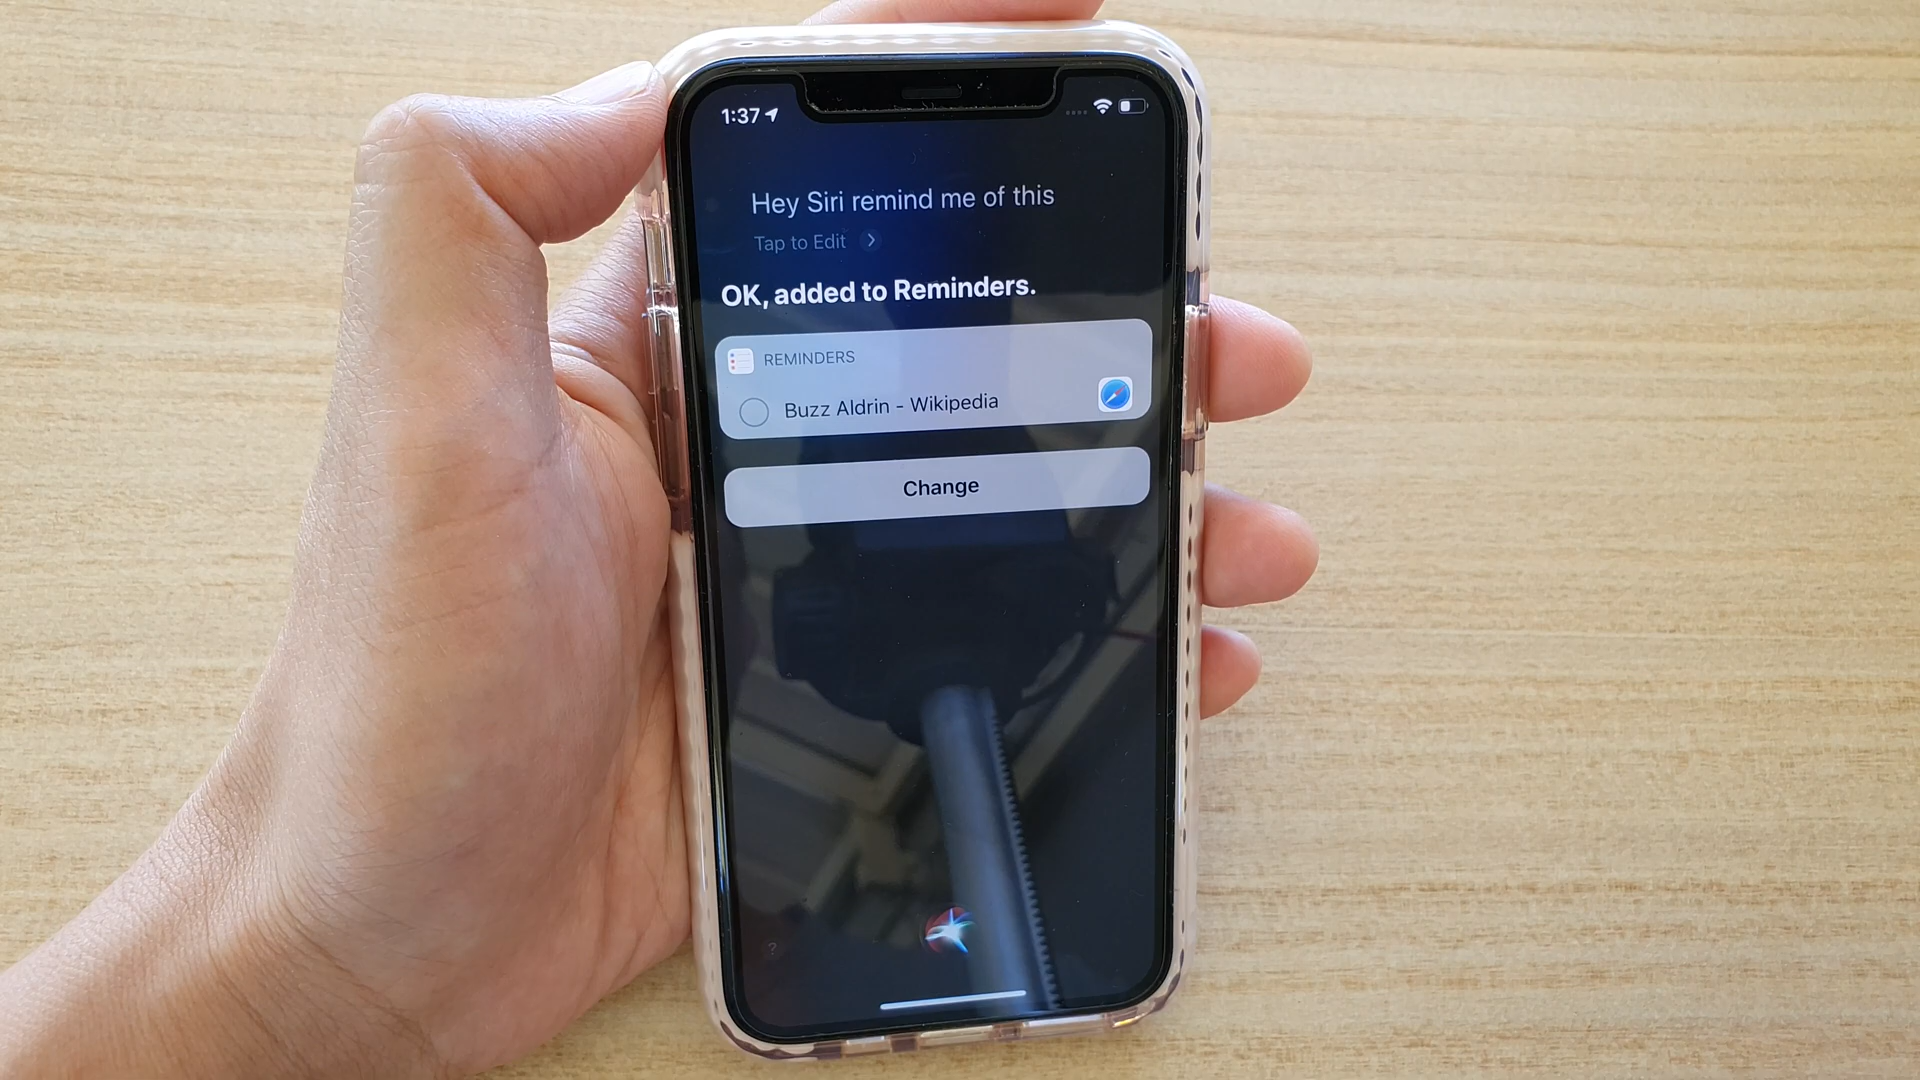 1:37
Hey Siri remind me of this
Tap to Edit
OK, added to Reminders.
REMINDERS
Buzz Aldrin - Wikipedia
Change
?